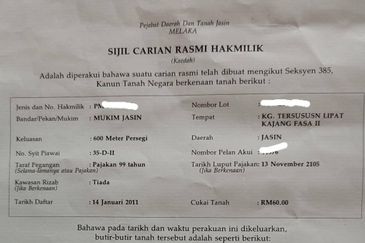 Pejabat Daerah Dan Tanah Jasin
MELAKA
SIJIL CARIAN RASMI HAKMILIK
(Kaedah)
Adalah diperakui bahawa suatu carian rasmi telah dibuat mengikut Seksyen 385,
Kanun Tanah Negara berkenaan tanah berikut :
Jenis dan No. Hakmilik : PN
Nombor Lot :
Bandar/Pekan/Mukim : MUKIM JASIN
Tempat : KG. TERSUSUSN LIPAT KAJANG FASA II
Keluasan : 600 Meter Persegi
Daerah : JASIN
No. Syit Piawai : 35-D-II
Nombor Pelan Akui :
Taraf Pegangan : Pajakan 99 tahun
(Selama-lamanya atau Pajakan)
Tarikh Luput Pajakan : 13 November 2105
(Jika Berkenaan)
Kawasan Rizab : Tiada
(Jika Berkenaan)
Tarikh Daftar : 14 Januari 2011
Cukai Tanah : RM60.00
Bahawa pada tarikh dan waktu perakuan ini dikeluarkan,
butir-butir tanah tersebut adalah seperti berikut :